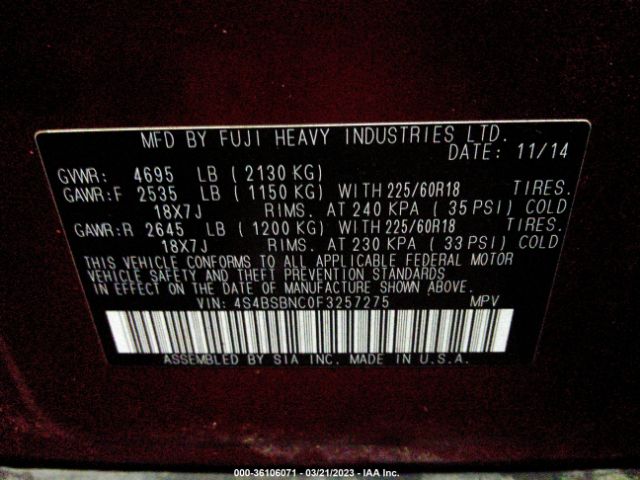 MFD BY FUJI HEAVY INDUSTRIES LTD.
DATE: 11/14
GVWR: 4695 LB ( 2130 KG)
GAWR:F 2535 LB ( 1150 KG) WITH 225/60R18 TIRES.
18X7J RIMS. AT 240 KPA ( 35 PSI) COLD
GAWR:R 2645 LB ( 1200 KG) WITH 225/60R18 TIRES.
18X7J RIMS. AT 230 KPA ( 33 PSI) COLD
THIS VEHICLE CONFORMS TO ALL APPLICABLE FEDERAL MOTOR
VEHICLE SAFETY AND THEFT PREVENTION STANDARDS IN
EFFECT ON THE DATE OF MANUFACTURE SHOWN ABOVE.
VIN: 4S4BSBNC0F3257275 MPV
ASSEMBLED BY SIA INC. MADE IN U.S.A.
000-36106071 - 03/21/2023 - IAA Inc.